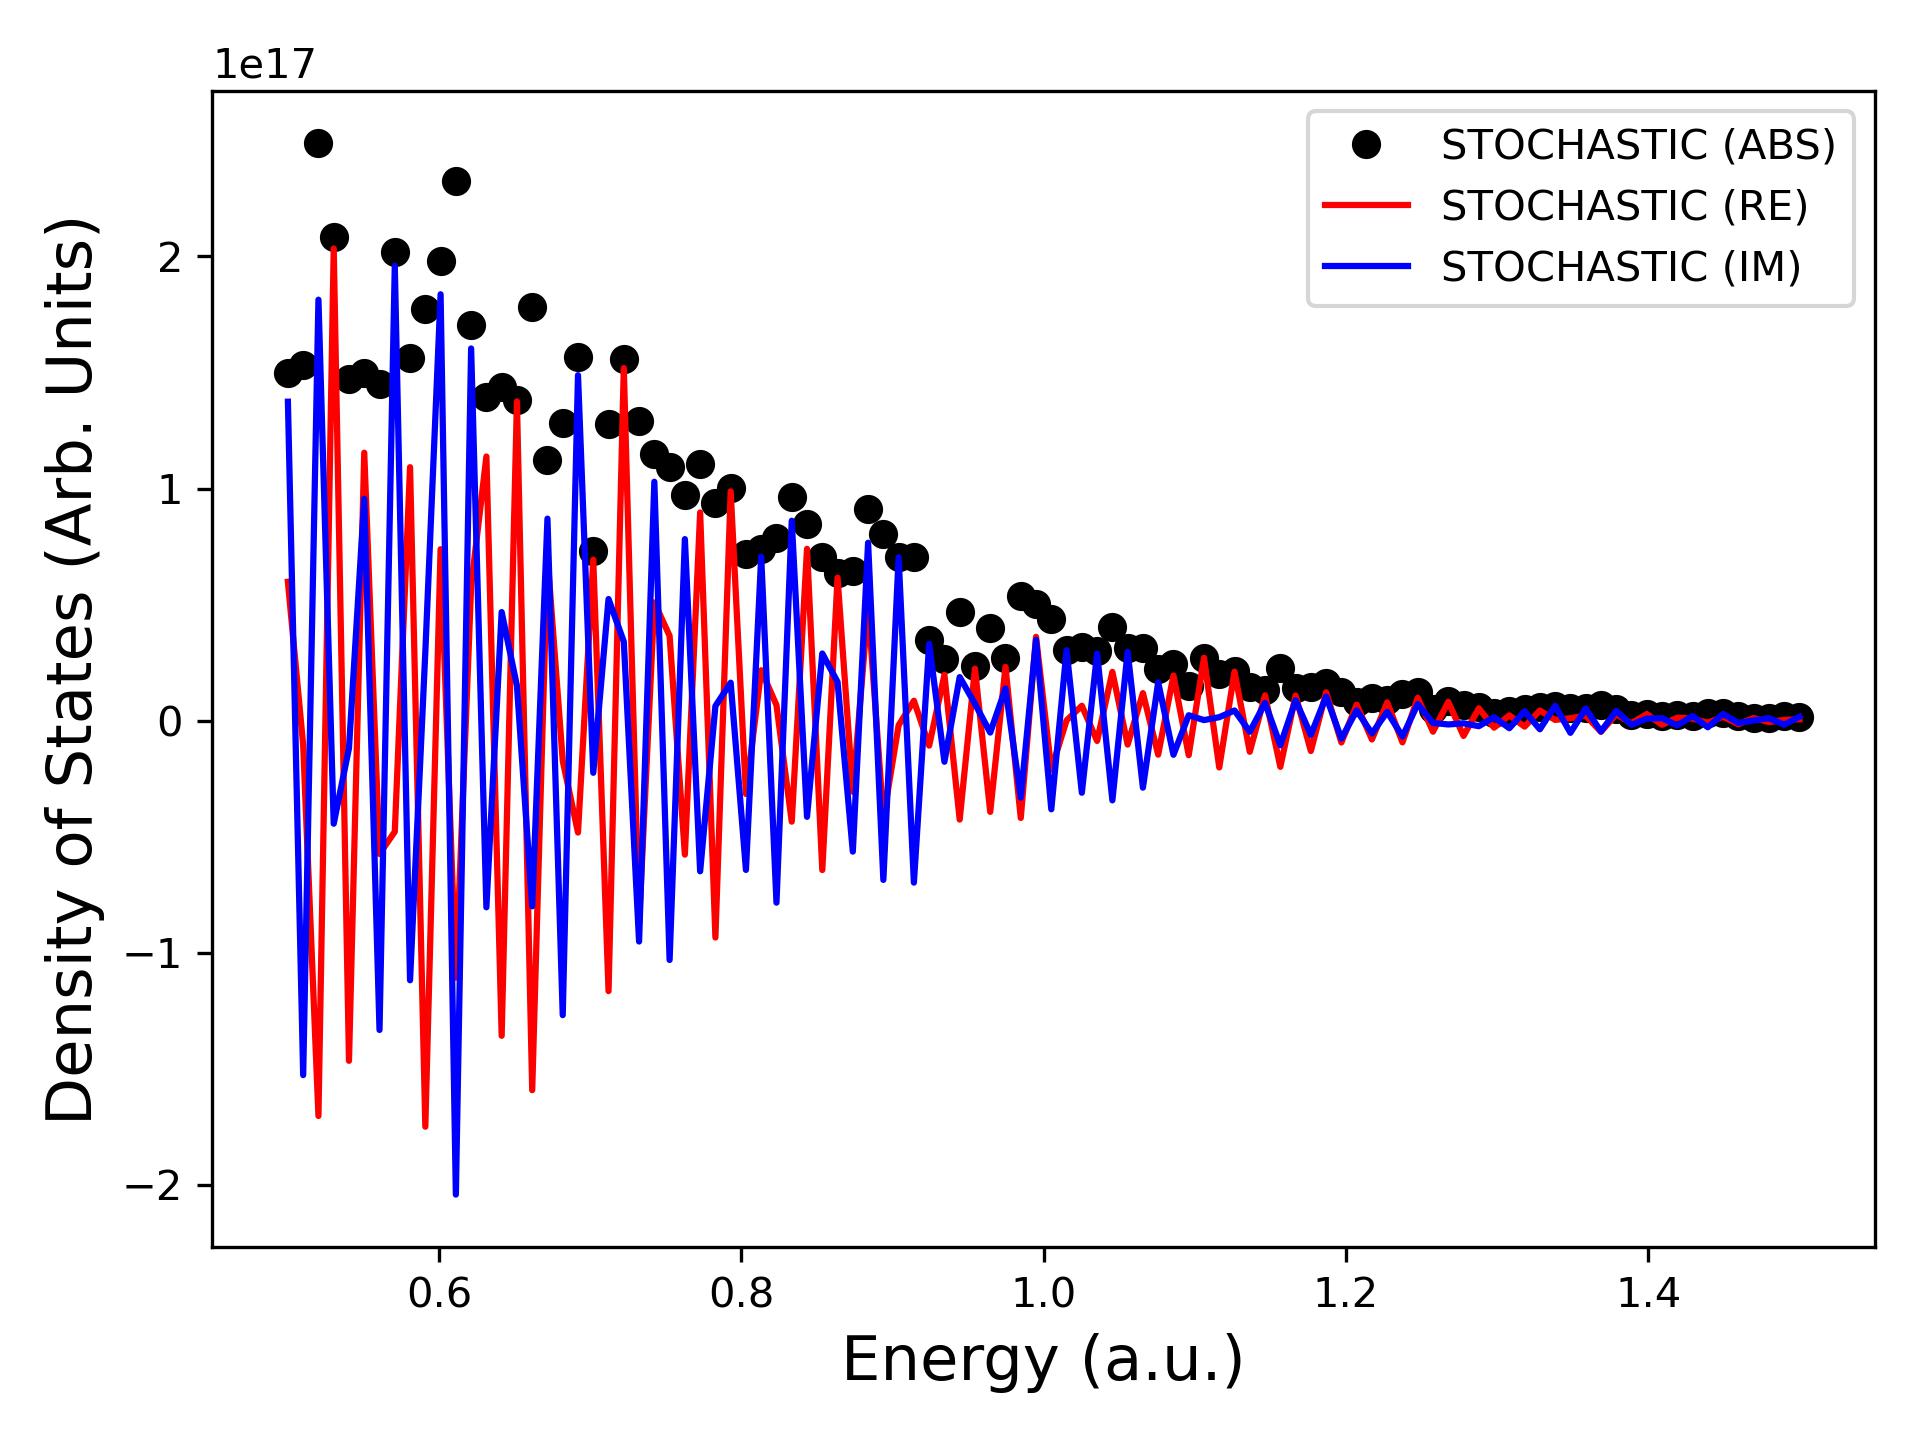 1e17
STOCHASTIC (ABS)
STOCHASTIC (RE)
STOCHASTIC (IM)
Density of States (Arb. Units)
2
1
0
−1
−2
0.6 0.8 1.0 1.2 1.4
Energy (a.u.)